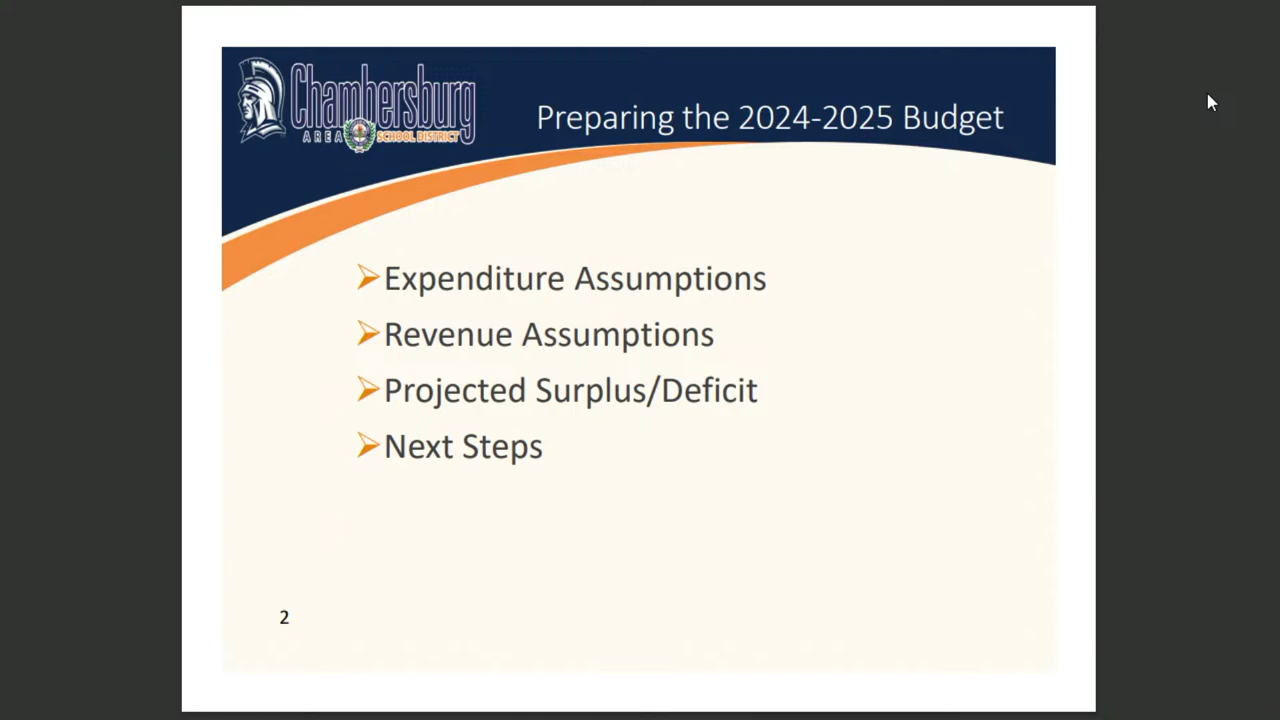 Chambersburg
AREA SCHOOL DISTRICT
Preparing the 2024-2025 Budget
Expenditure Assumptions
Revenue Assumptions
Projected Surplus/Deficit
Next Steps
2